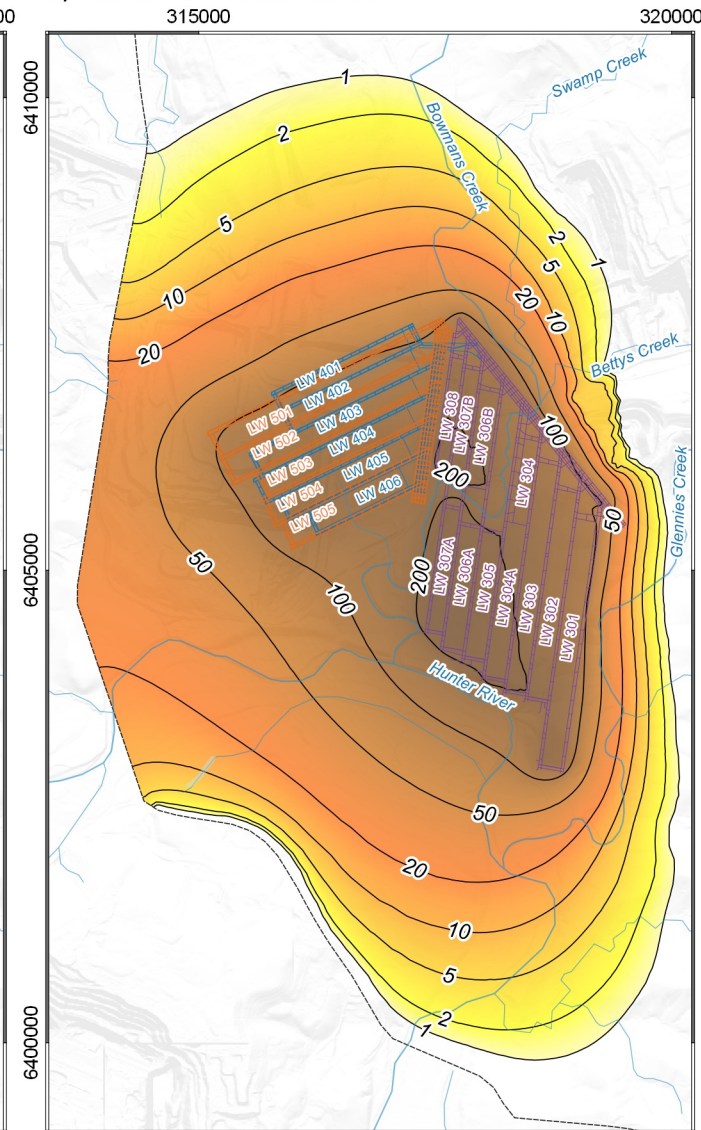 00
315000
320000
6410000
6405000
6400000
1
2
5
10
20
Swamp Creek
Bowmans Creek
2
1
5
20
10
Bettys Creek
LW 401
LW 402
LW 403
LW 404
LW 405
LW 406
LW 501
LW 502
LW 503
LW 504
LW 505
LW 308
LW 307B
LW 306B
100
200
LW 304
Glennies Creek
50
50
100
200
LW 307A
LW 306A
LW 305
LW 304A
LW 303
LW 302
LW 301
Hunter River
50
20
10
5
2
1